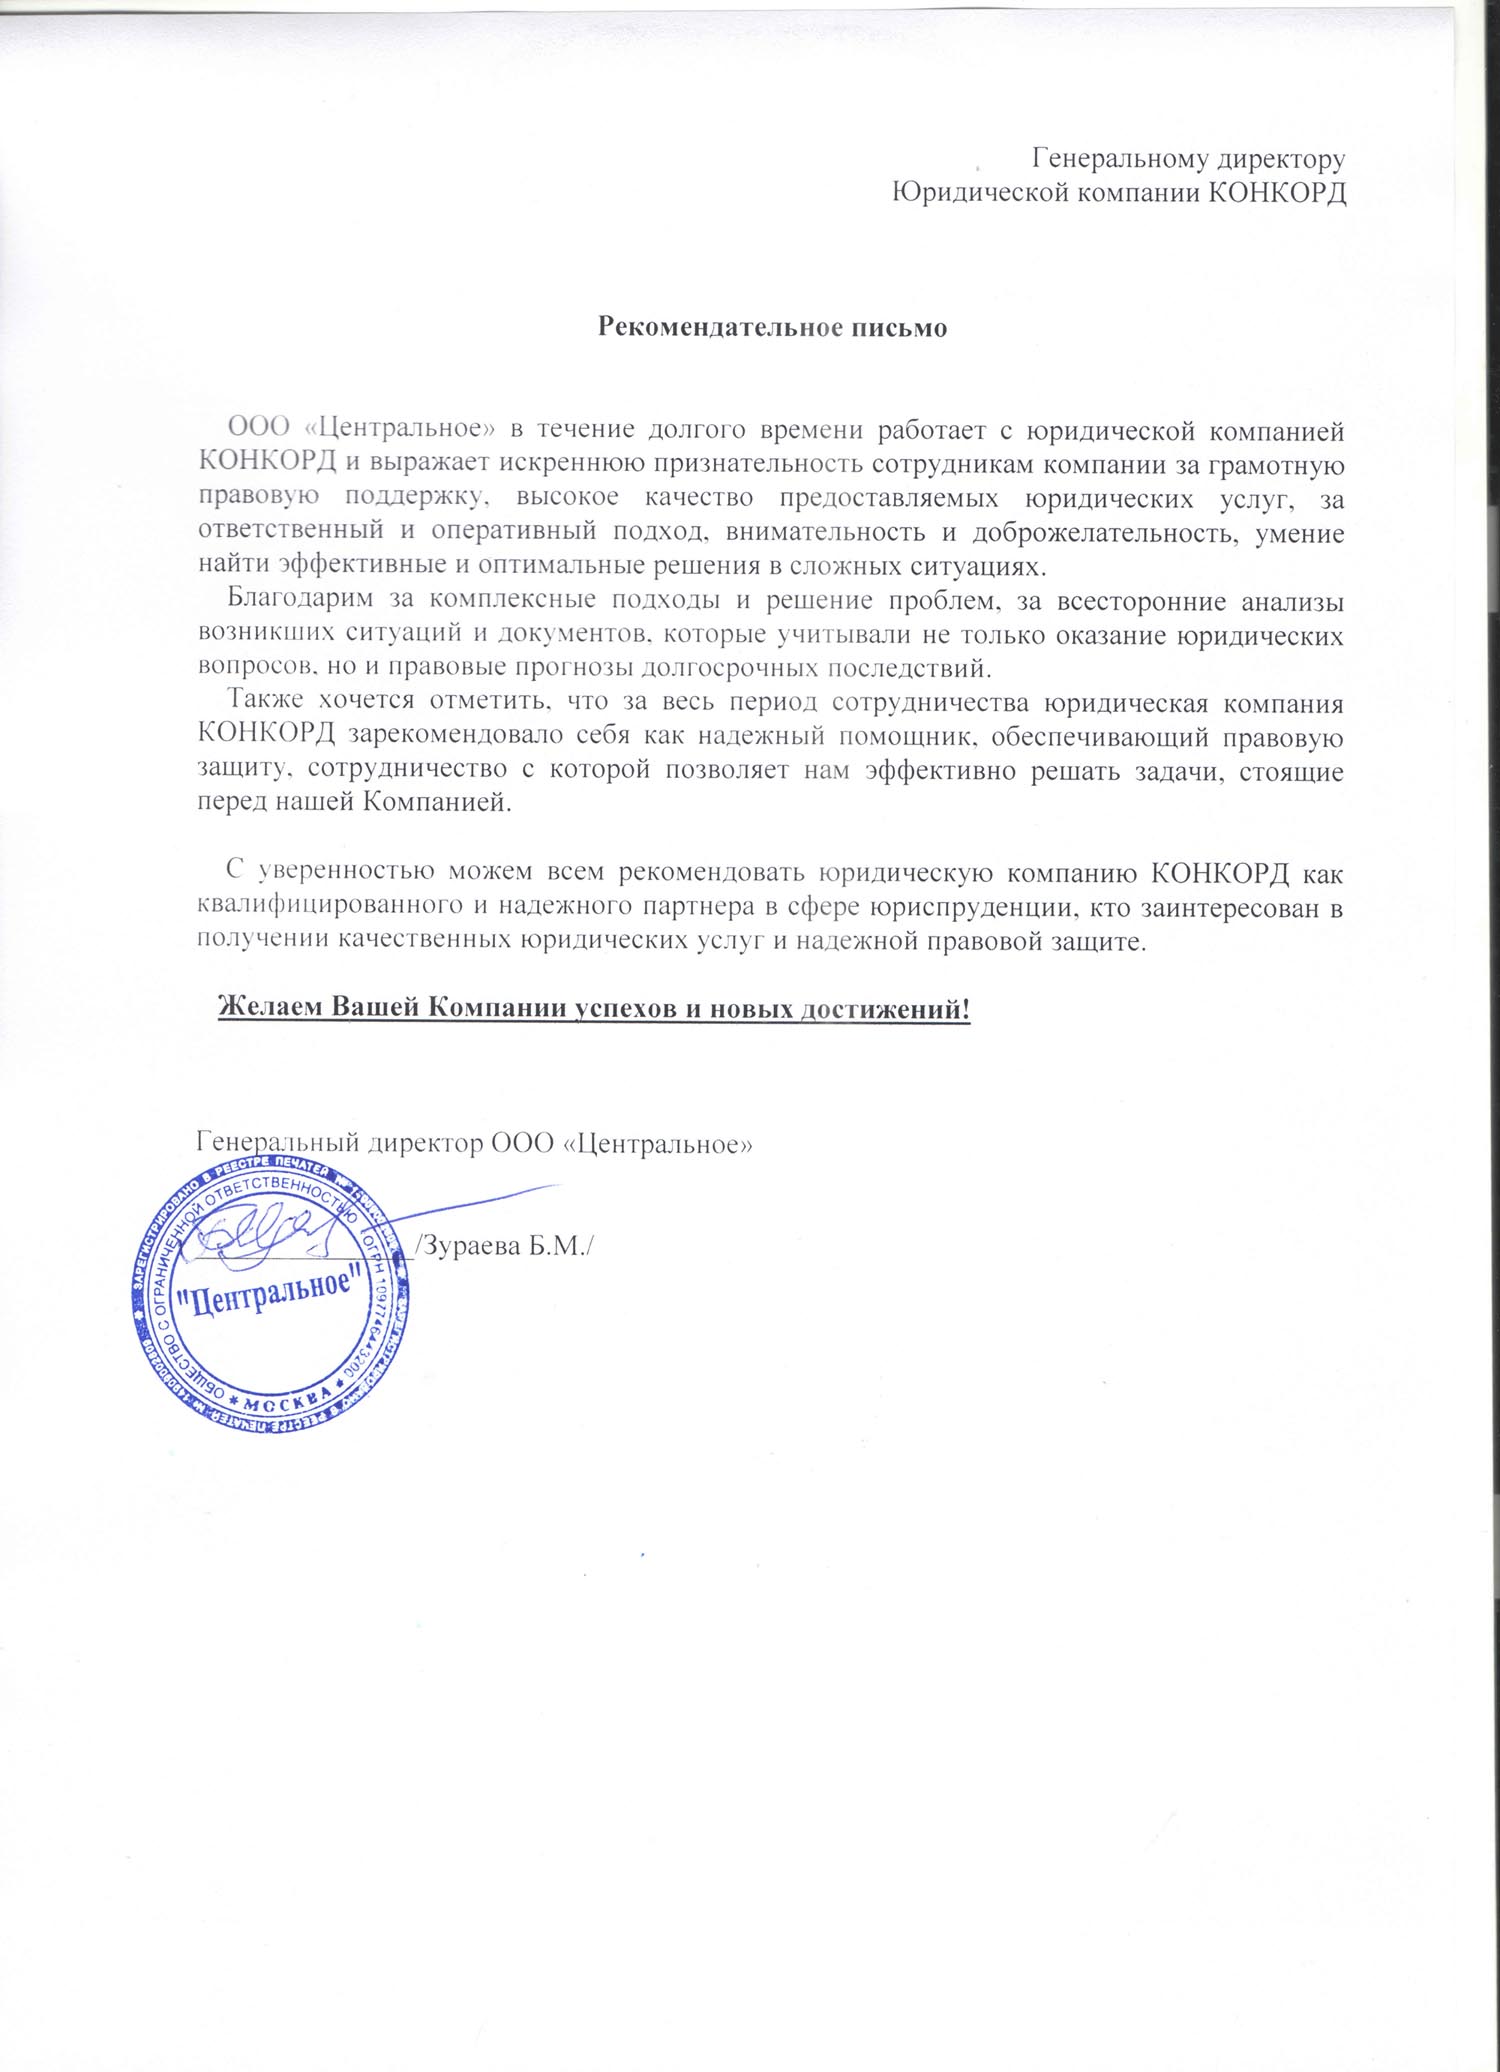 Генеральному директору
Юридической компании КОНКОРД
Рекомендательное письмо
ООО «Центральное» в течение долгого времени работает с юридической компанией
КОНКОРД и выражает искреннюю признательность сотрудникам компании за грамотную
правовую поддержку, высокое качество предоставляемых юридических услуг, за
ответственный и оперативный подход, внимательность и доброжелательность, умение
найти эффективные и оптимальные решения в сложных ситуациях.
Благодарим за комплексные подходы и решение проблем, за всесторонние анализы
возникших ситуаций и документов, которые учитывали не только оказание юридических
вопросов, но и правовые прогнозы долгосрочных последствий.
Также хочется отметить, что за весь период сотрудничества юридическая компания
КОНКОРД зарекомендовало себя как надежный помощник, обеспечивающий правовую
защиту, сотрудничество с которой позволяет нам эффективно решать задачи, стоящие
перед нашей Компанией.
С уверенностью можем всем рекомендовать юридическую компанию КОНКОРД как
квалифицированного и надежного партнера в сфере юриспруденции, кто заинтересован в
получении качественных юридических услуг и надежной правовой защите.
Желаем Вашей Компании успехов и новых достижений!
Генеральный директор ООО «Центральное»
/Зураева Б.М./
ЗАРЕГИСТРИРОВАНО В РЕЕСТРЕ ПЕЧАТЕЙ
ОБЩЕСТВО С ОГРАНИЧЕННОЙ ОТВЕТСТВЕННОСТЬЮ
ОГРН
"Центральное"
* МОСКВА *